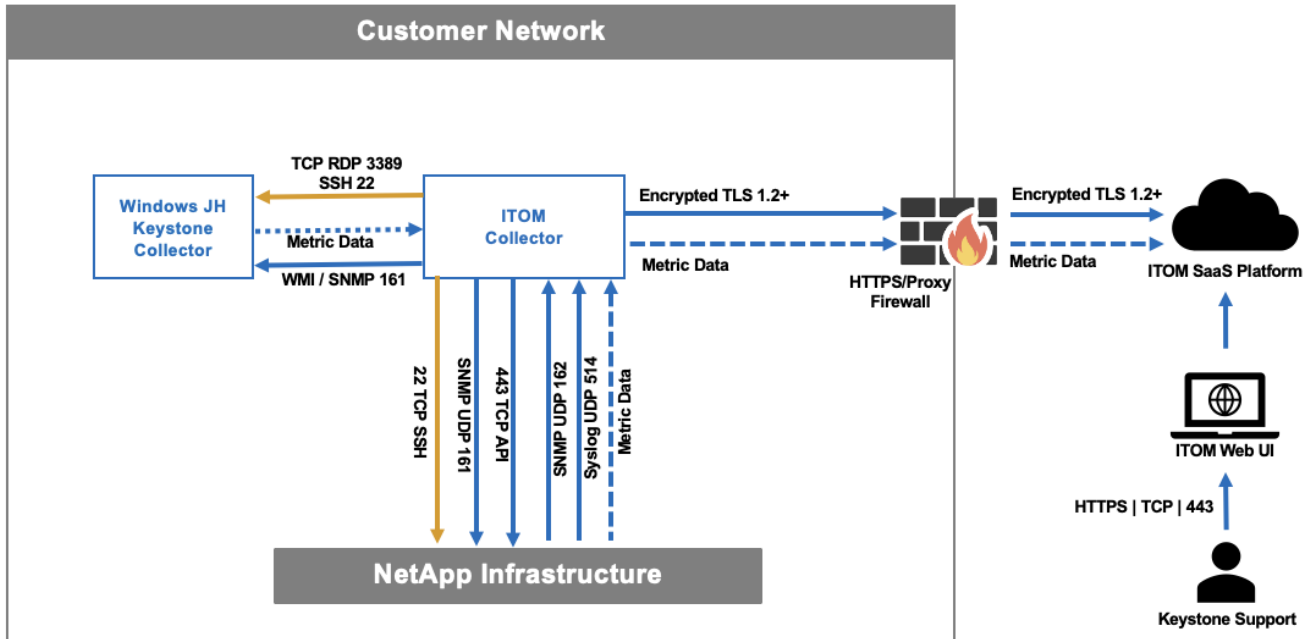 Customer Network
TCP RDP 3389
SSH 22
Windows JH
Keystone
Collector
Metric Data
WMI / SNMP 161
ITOM
Collector
Encrypted TLS 1.2+
Metric Data
HTTPS/Proxy
Firewall
Encrypted TLS 1.2+
Metric Data
ITOM SaaS Platform
22 TCP SSH
SNMP UDP 161
443 TCP API
SNMP UDP 162
Syslog UDP 514
Metric Data
NetApp Infrastructure
ITOM Web UI
HTTPS | TCP | 443
Keystone Support